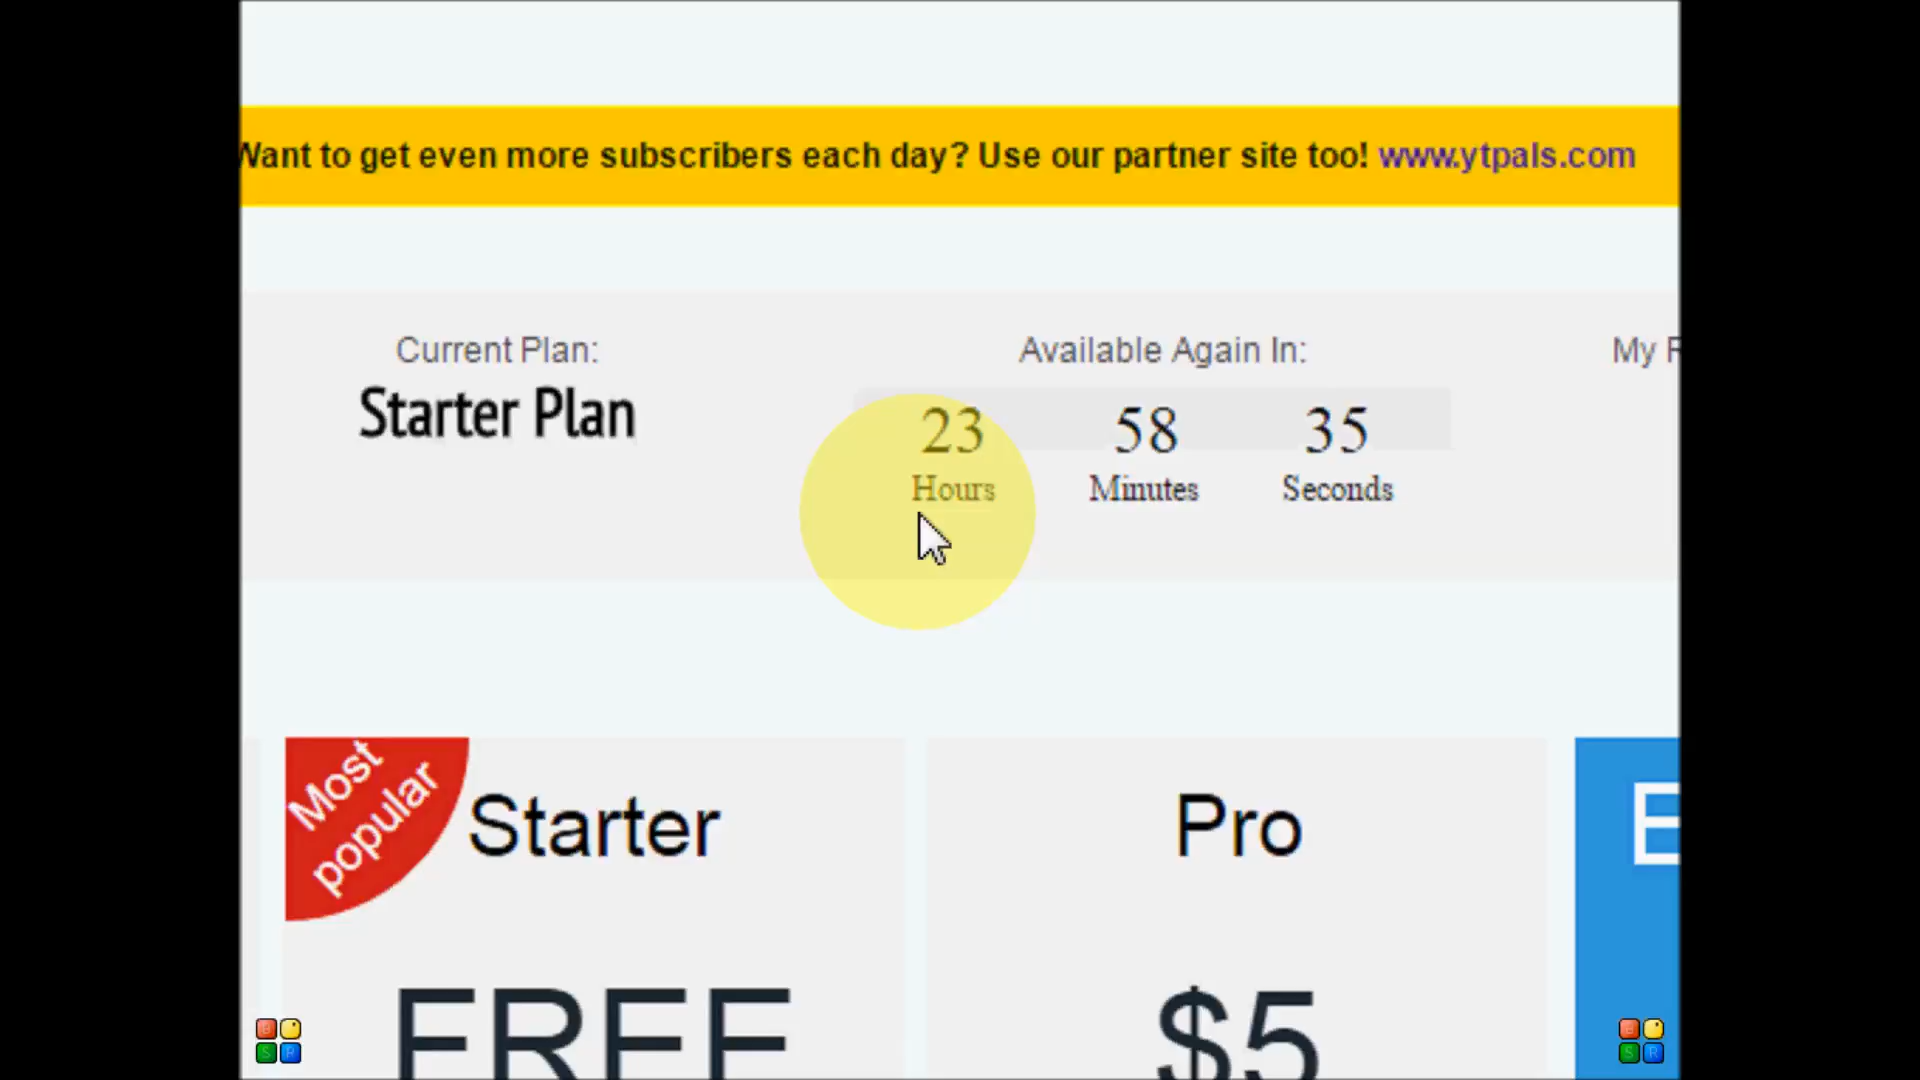 Want to get even more subscribers each day? Use our partner site too! www.ytpals.com
Current Plan:
Starter Plan
Available Again In:
23 58 35
Hours Minutes Seconds
My
Most popular
Starter
FREE
Pro
$5